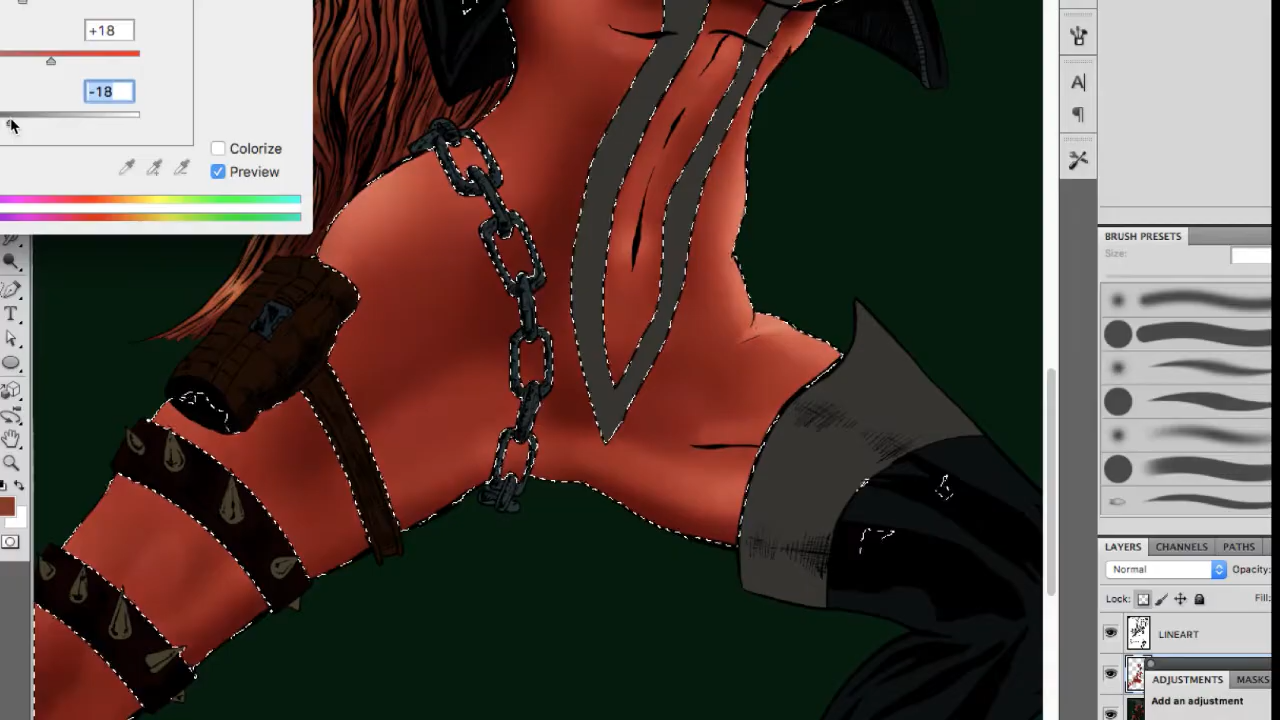 +18
-18
Colorize
Preview
T
A
BRUSH PRESETS
Size:
LAYERS CHANNELS PATHS
Normal Opacity:
Lock: Fill:
LINEART
ADJUSTMENTS MASKS
Add an adjustment